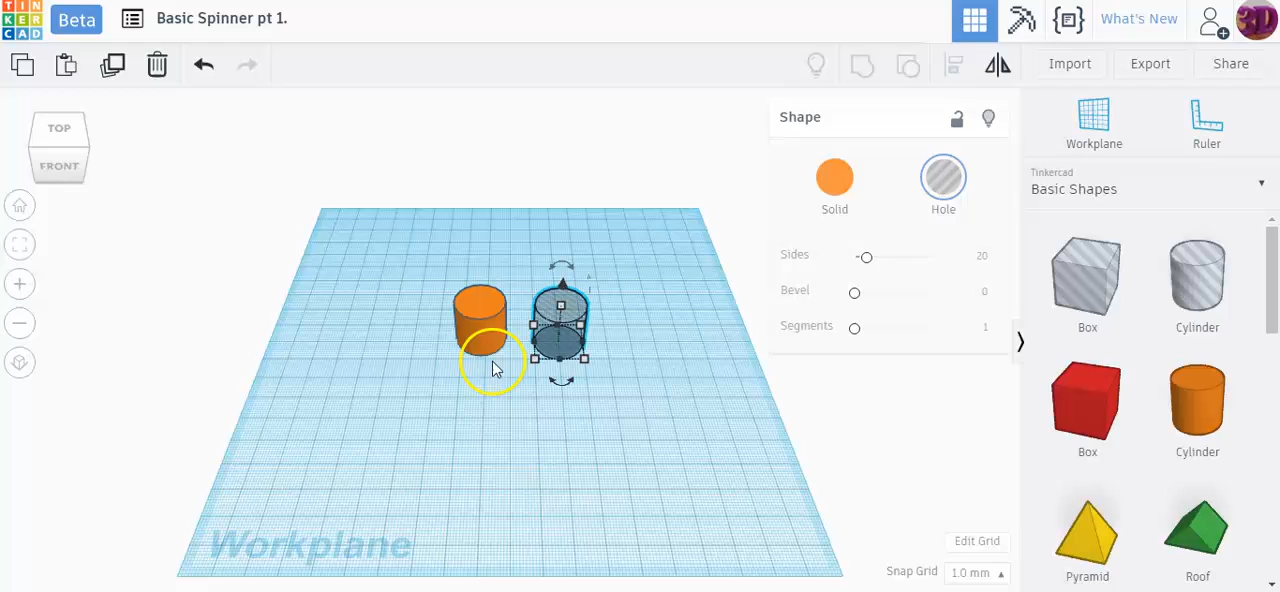 TIN
KER
CAD
Beta
Basic Spinner pt 1.
What's New
3D
Import
Export
Share
TOP
FRONT
Shape
Solid
Hole
Sides
20
Bevel
0
Segments
1
Workplane
Ruler
Tinkercad
Basic Shapes
Box
Cylinder
Box
Cylinder
Pyramid
Roof
Workplane
Edit Grid
Snap Grid
1.0 mm